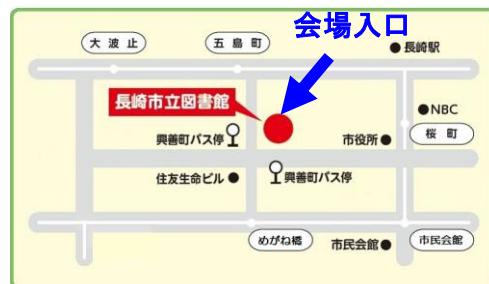 会場入口
大波止
五島町
●長崎駅
長崎市立図書館
●NBC
興善町バス停
市役所●
桜町
住友生命ビル●
興善町バス停
めがね橋
市民会館●
市民会館